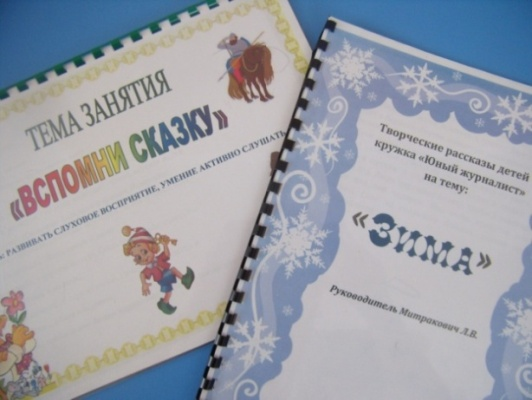 ТЕМА ЗАНЯТИЯ
«ВСПОМНИ СКАЗКУ»
: РАЗВИВАТЬ СЛУХОВОЕ ВОСПРИЯТИЕ, УМЕНИЕ АКТИВНО СЛУШАТЬ
Творческие рассказы детей
кружка «Юный журналист»
на тему:
«ЗИМА»
Руководитель Митракович Л.В.